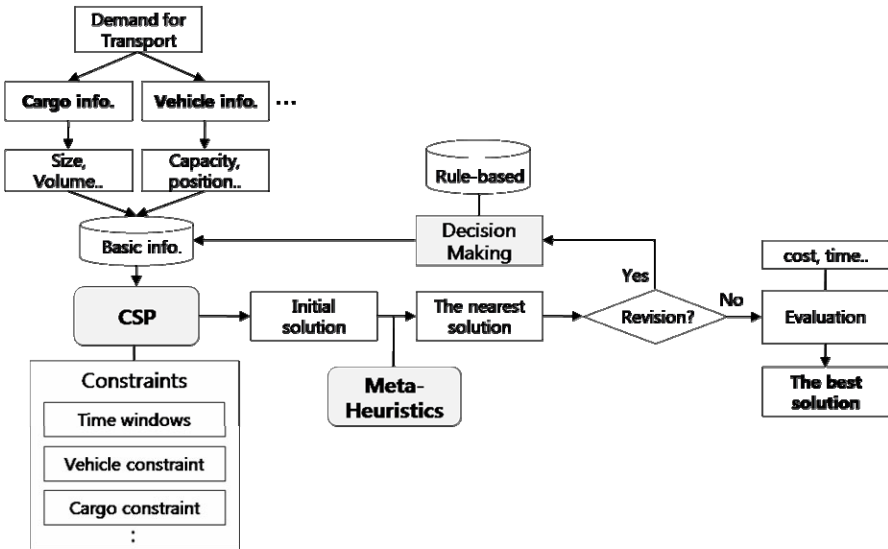 Demand for
Transport
Cargo info.
Vehicle info.
...
Size,
Volume..
Capacity,
position..
Rule-based
Basic info.
Decision
Making
Yes
cost, time..
CSP
Initial
solution
The nearest
solution
Revision?
No
Evaluation
Constraints
Meta-
Heuristics
The best
solution
Time windows
Vehicle constraint
Cargo constraint
: